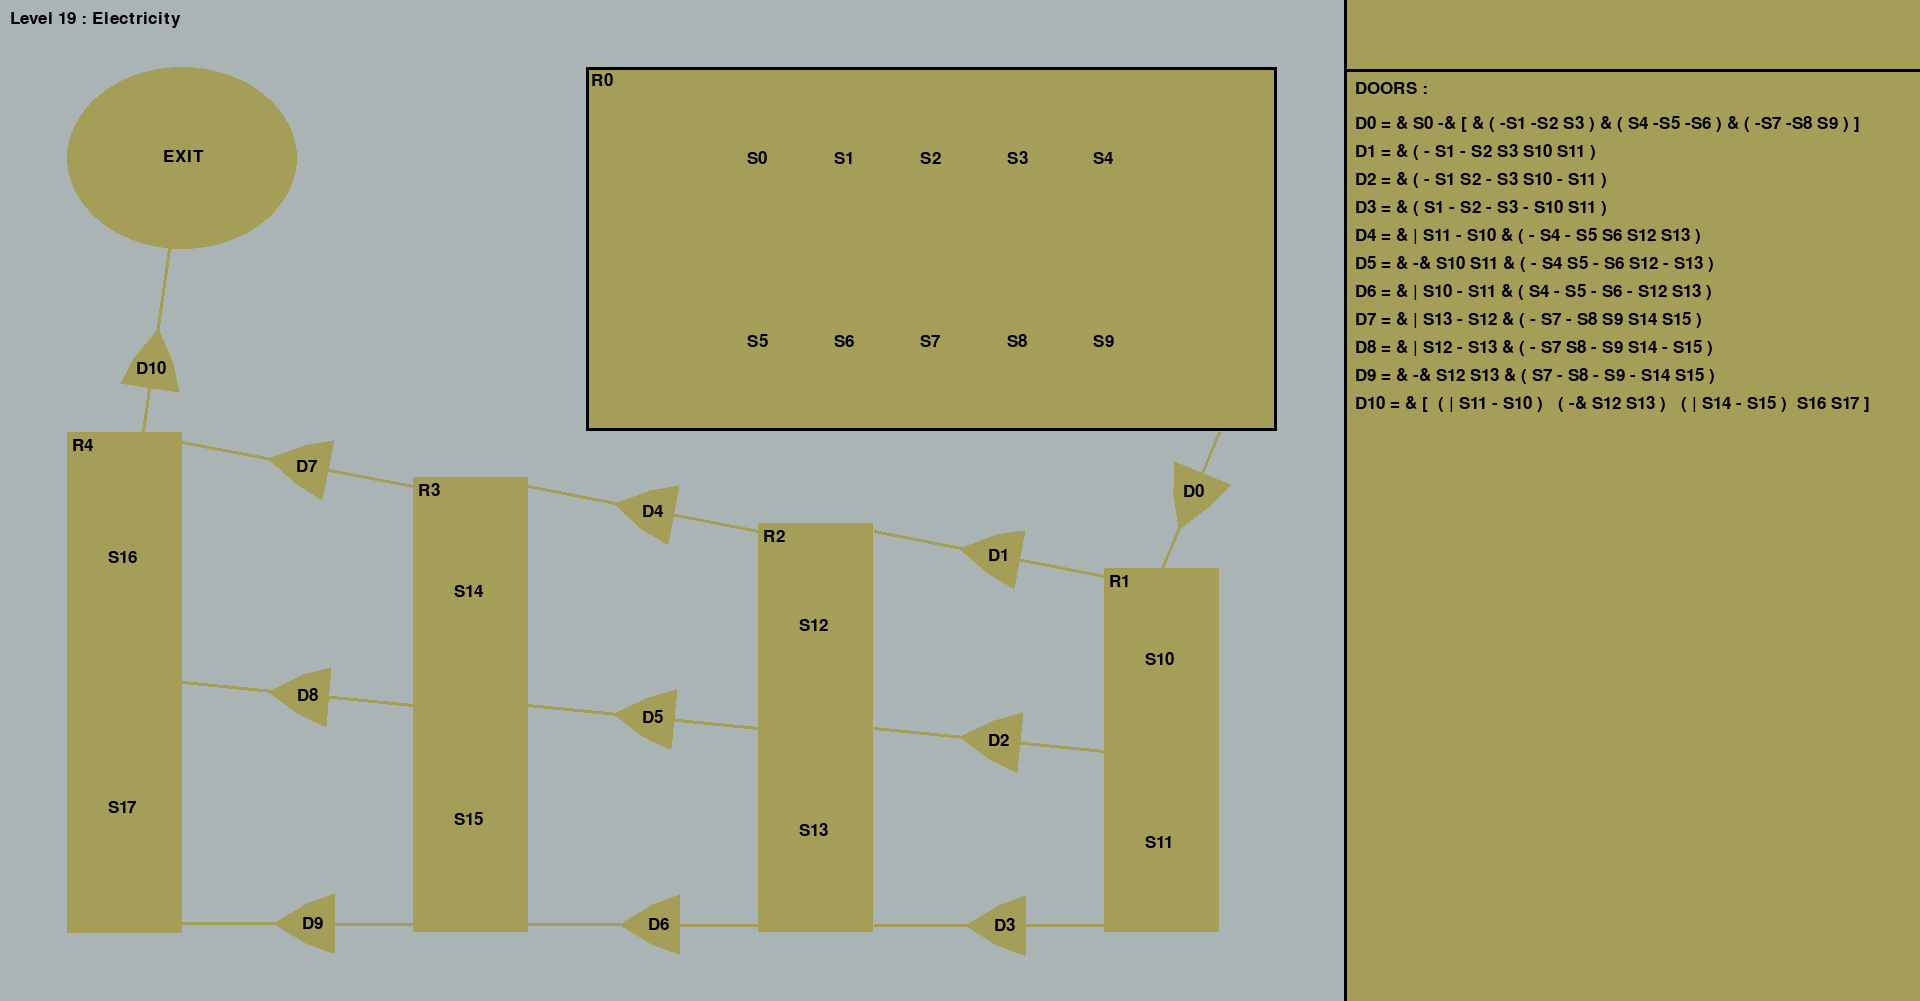 Level 19 : Electricity
EXIT
R0
S0 S1 S2 S3 S4
S5 S6 S7 S8 S9
D10
D0
R4
D7
R3
D4
R2
D1
R1
S16
S14
S12
S10
D8
D5
D2
S17
S15
S13
S11
D9
D6
D3
DOORS :
D0 = & S0 -& [ & ( -S1 -S2 S3 ) & ( S4 -S5 -S6 ) & ( -S7 -S8 S9 ) ]
D1 = & ( - S1 - S2 S3 S10 S11 )
D2 = & ( - S1 S2 - S3 S10 - S11 )
D3 = & ( S1 - S2 - S3 - S10 S11 )
D4 = & | S11 - S10 & ( - S4 - S5 S6 S12 S13 )
D5 = & -& S10 S11 & ( - S4 S5 - S6 S12 - S13 )
D6 = & | S10 - S11 & ( S4 - S5 - S6 - S12 S13 )
D7 = & | S13 - S12 & ( - S7 - S8 S9 S14 S15 )
D8 = & | S12 - S13 & ( - S7 S8 - S9 S14 - S15 )
D9 = & -& S12 S13 & ( S7 - S8 - S9 - S14 S15 )
D10 = & [ ( | S11 - S10 ) ( -& S12 S13 ) ( | S14 - S15 ) S16 S17 ]